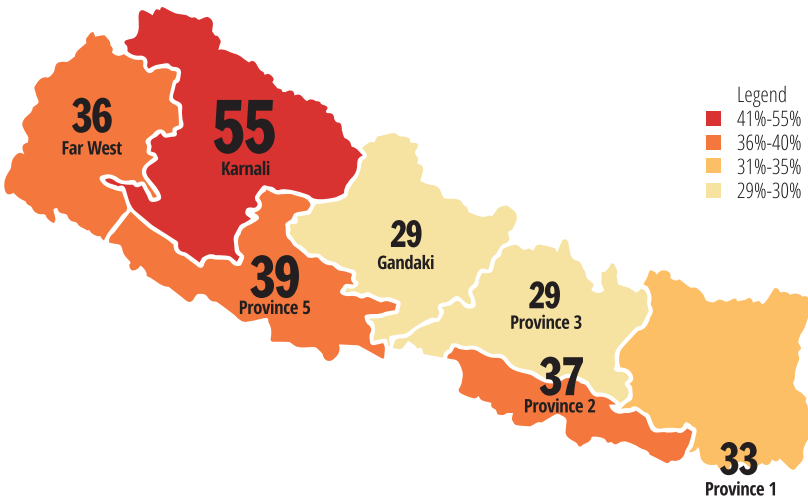 36
Far West
55
Karnali
Legend
41%-55%
36%-40%
31%-35%
29%-30%
29
Gandaki
39
Province 5
29
Province 3
37
Province 2
33
Province 1